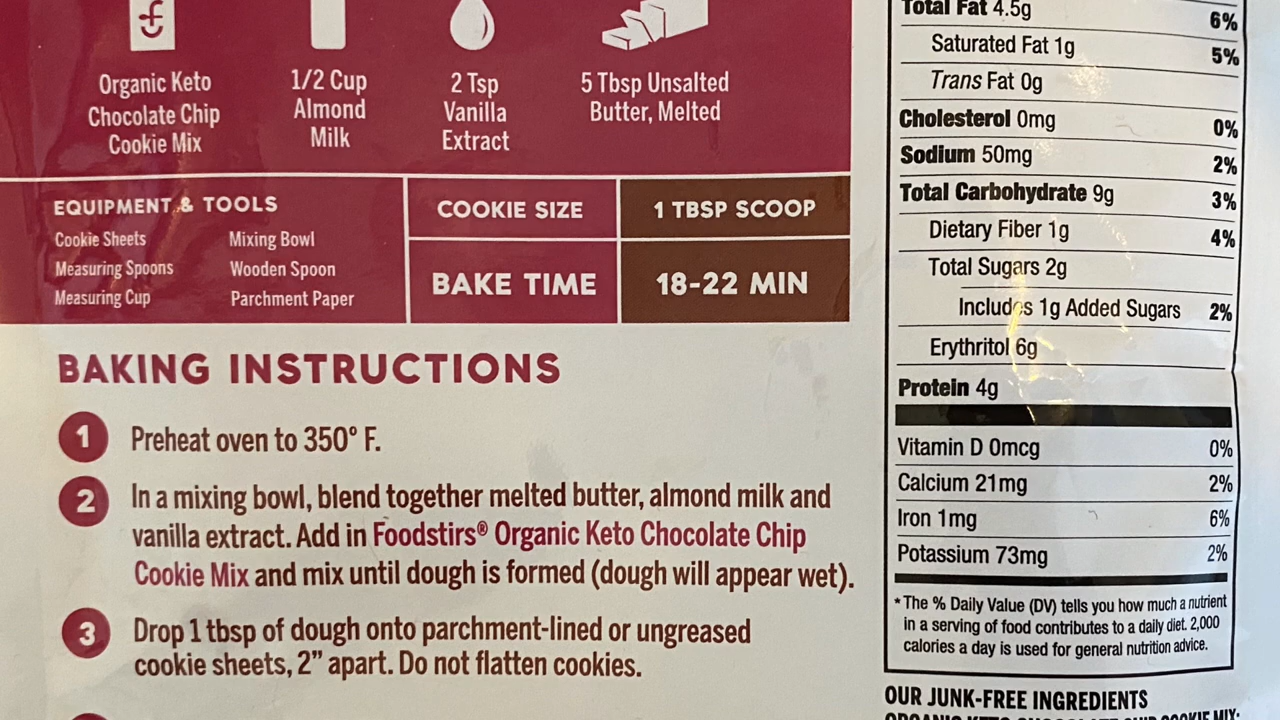 Organic Keto
Chocolate Chip
Cookie Mix
1/2 Cup
Almond
Milk
2 Tsp
Vanilla
Extract
5 Tbsp Unsalted
Butter, Melted
EQUIPMENT & TOOLS
Cookie Sheets
Measuring Spoons
Measuring Cup
Mixing Bowl
Wooden Spoon
Parchment Paper
COOKIE SIZE
1 TBSP SCOOP
BAKE TIME
18-22 MIN
BAKING INSTRUCTIONS
1 Preheat oven to 350° F.
2 In a mixing bowl, blend together melted butter, almond milk and
vanilla extract. Add in Foodstirs® Organic Keto Chocolate Chip
Cookie Mix and mix until dough is formed (dough will appear wet).
3 Drop 1 tbsp of dough onto parchment-lined or ungreased
cookie sheets, 2” apart. Do not flatten cookies.
Total Fat 4.5g 6%
Saturated Fat 1g 5%
Trans Fat 0g
Cholesterol 0mg 0%
Sodium 50mg 2%
Total Carbohydrate 9g 3%
Dietary Fiber 1g 4%
Total Sugars 2g
Includes 1g Added Sugars 2%
Erythritol 6g
Protein 4g
Vitamin D 0mcg 0%
Calcium 21mg 2%
Iron 1mg 6%
Potassium 73mg 2%
* The % Daily Value (DV) tells you how much a nutrient
in a serving of food contributes to a daily diet. 2,000
calories a day is used for general nutrition advice.
OUR JUNK-FREE INGREDIENTS
ORGANIC KETO CHOCOLATE CHIP COOKIE MIX: